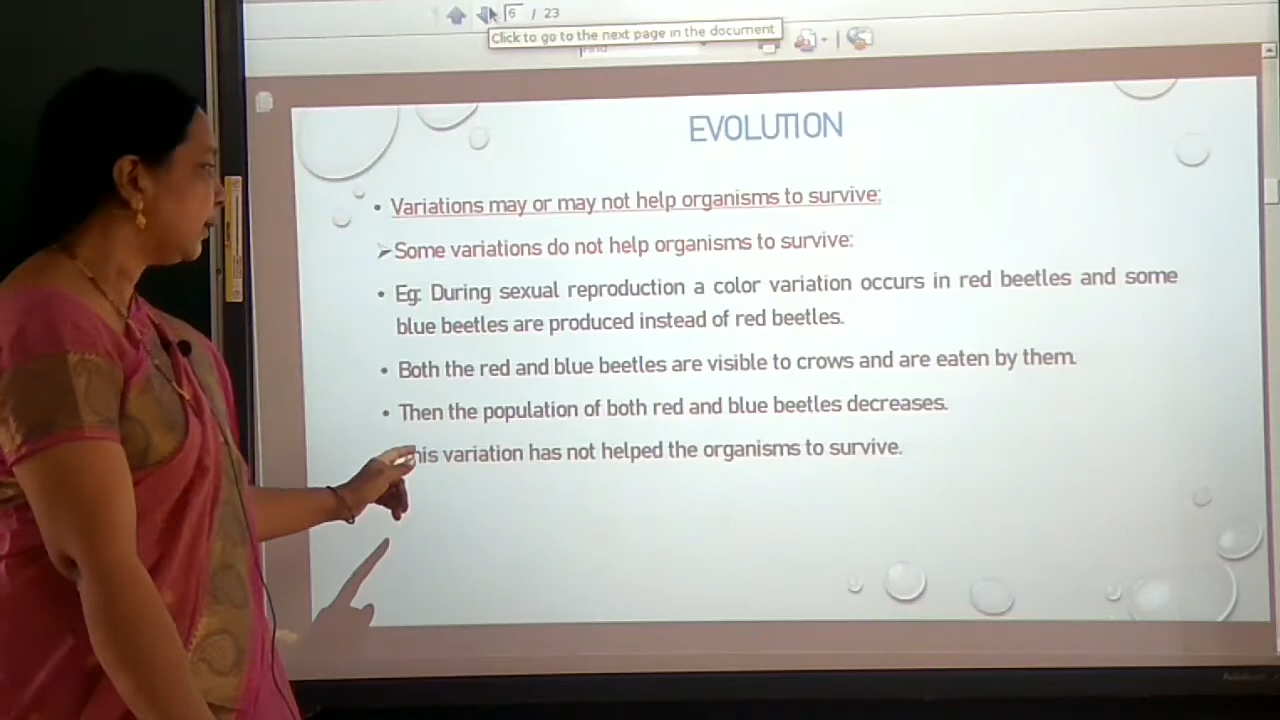 6 / 23
Click to go to the next page in the document
EVOLUTION
• Variations may or may not help organisms to survive:
➢ Some variations do not help organisms to survive:
• Eg: During sexual reproduction a color variation occurs in red beetles and some
blue beetles are produced instead of red beetles.
• Both the red and blue beetles are visible to crows and are eaten by them.
• Then the population of both red and blue beetles decreases.
his variation has not helped the organisms to survive.